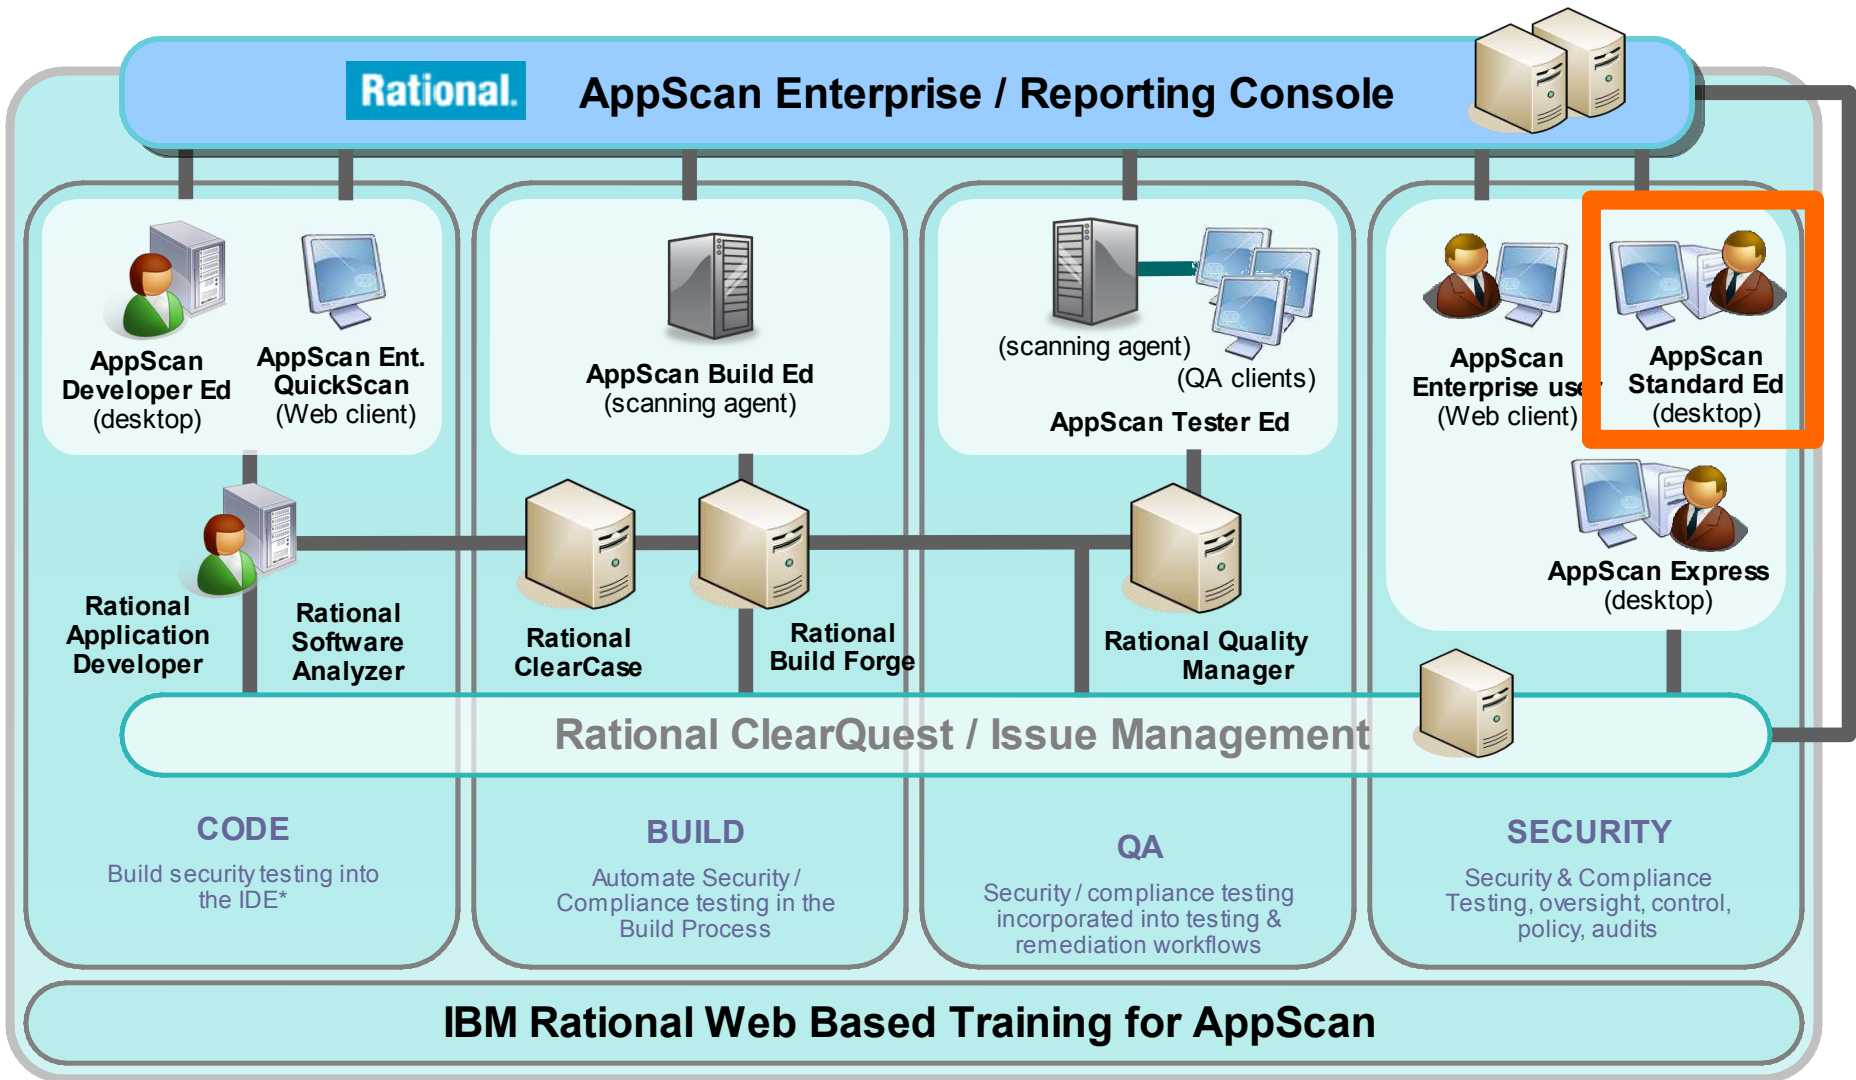 Rational. AppScan Enterprise / Reporting Console
AppScan
Developer Ed
(desktop)
AppScan Ent.
QuickScan
(Web client)
AppScan Build Ed
(scanning agent)
(scanning agent)
(QA clients)
AppScan Tester Ed
AppScan
Enterprise user
(Web client)
AppScan
Standard Ed
(desktop)
AppScan Express
(desktop)
Rational
Application
Developer
Rational
Software
Analyzer
Rational
ClearCase
Rational
Build Forge
Rational Quality
Manager
Rational ClearQuest / Issue Management
CODE
Build security testing into
the IDE*
BUILD
Automate Security /
Compliance testing in the
Build Process
QA
Security / compliance testing
incorporated into testing &
remediation workflows
SECURITY
Security & Compliance
Testing, oversight, control,
policy, audits
IBM Rational Web Based Training for AppScan